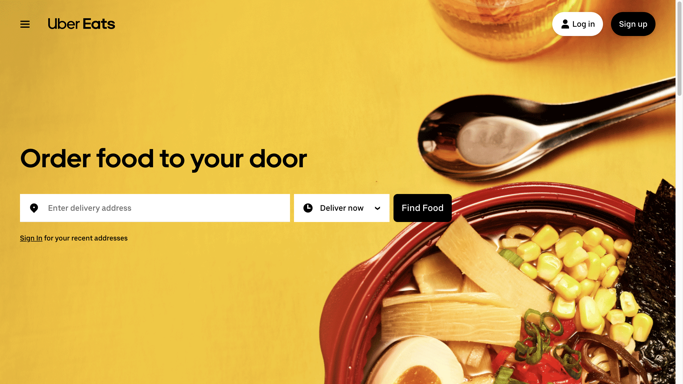 Uber Eats
Log in
Sign up
Order food to your door
Enter delivery address
Deliver now
Find Food
Sign In for your recent addresses